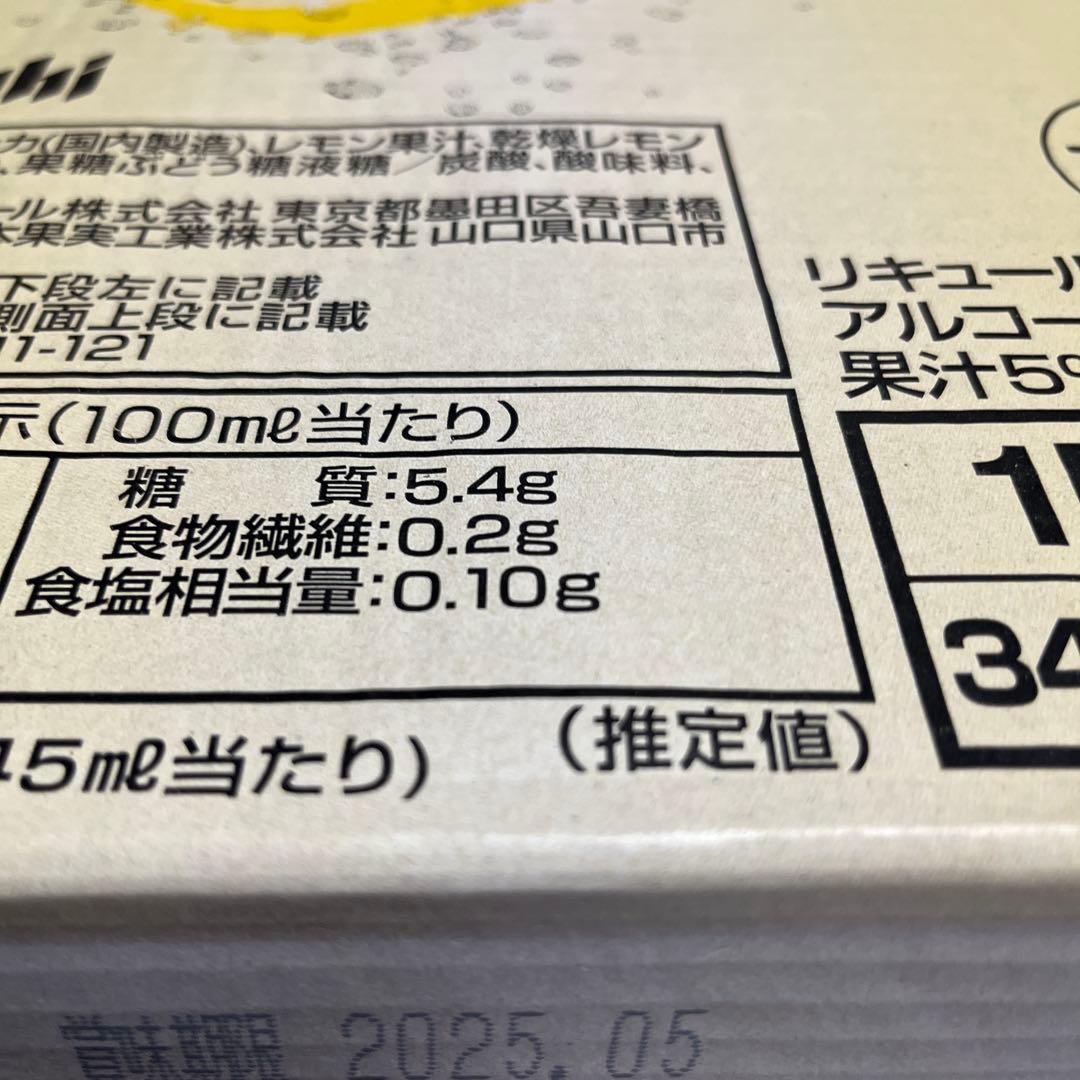 hi
カ(国内製造)、レモン果汁、乾燥レモン
、果糖ぶどう糖液糖／炭酸、酸味料、
ール株式会社 東京都墨田区吾妻橋
本果実工業株式会社 山口県山口市
下段左に記載
側面上段に記載
11-121
示(100mℓ当たり)
糖 質:5.4g
食物繊維:0.2g
食塩相当量:0.10g
45mℓ当たり)
(推定値)
リキュール
アルコー
果汁5%
1
34
賞味期限 2025.05